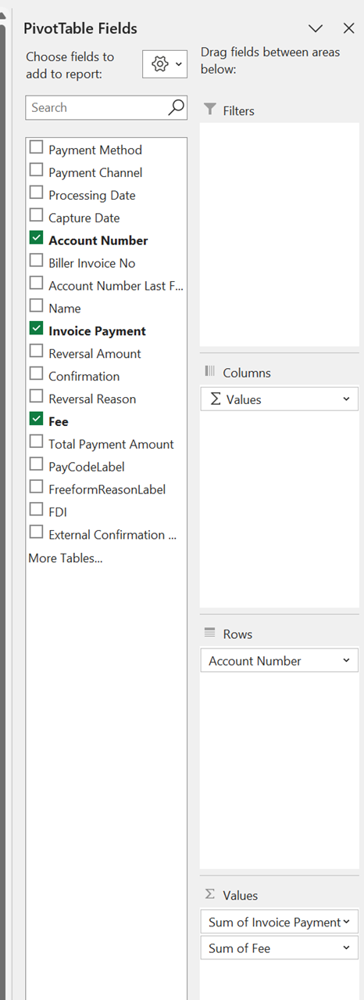 PivotTable Fields
Choose fields to
add to report:
Search
Payment Method
Payment Channel
Processing Date
Capture Date
Account Number
Biller Invoice No
Account Number Last F...
Name
Invoice Payment
Reversal Amount
Confirmation
Reversal Reason
Fee
Total Payment Amount
PayCodeLabel
FreeformReasonLabel
FDI
External Confirmation ...
More Tables...
Drag fields between areas
below:
Filters
Columns
Σ Values
Rows
Account Number
Σ Values
Sum of Invoice Payment
Sum of Fee